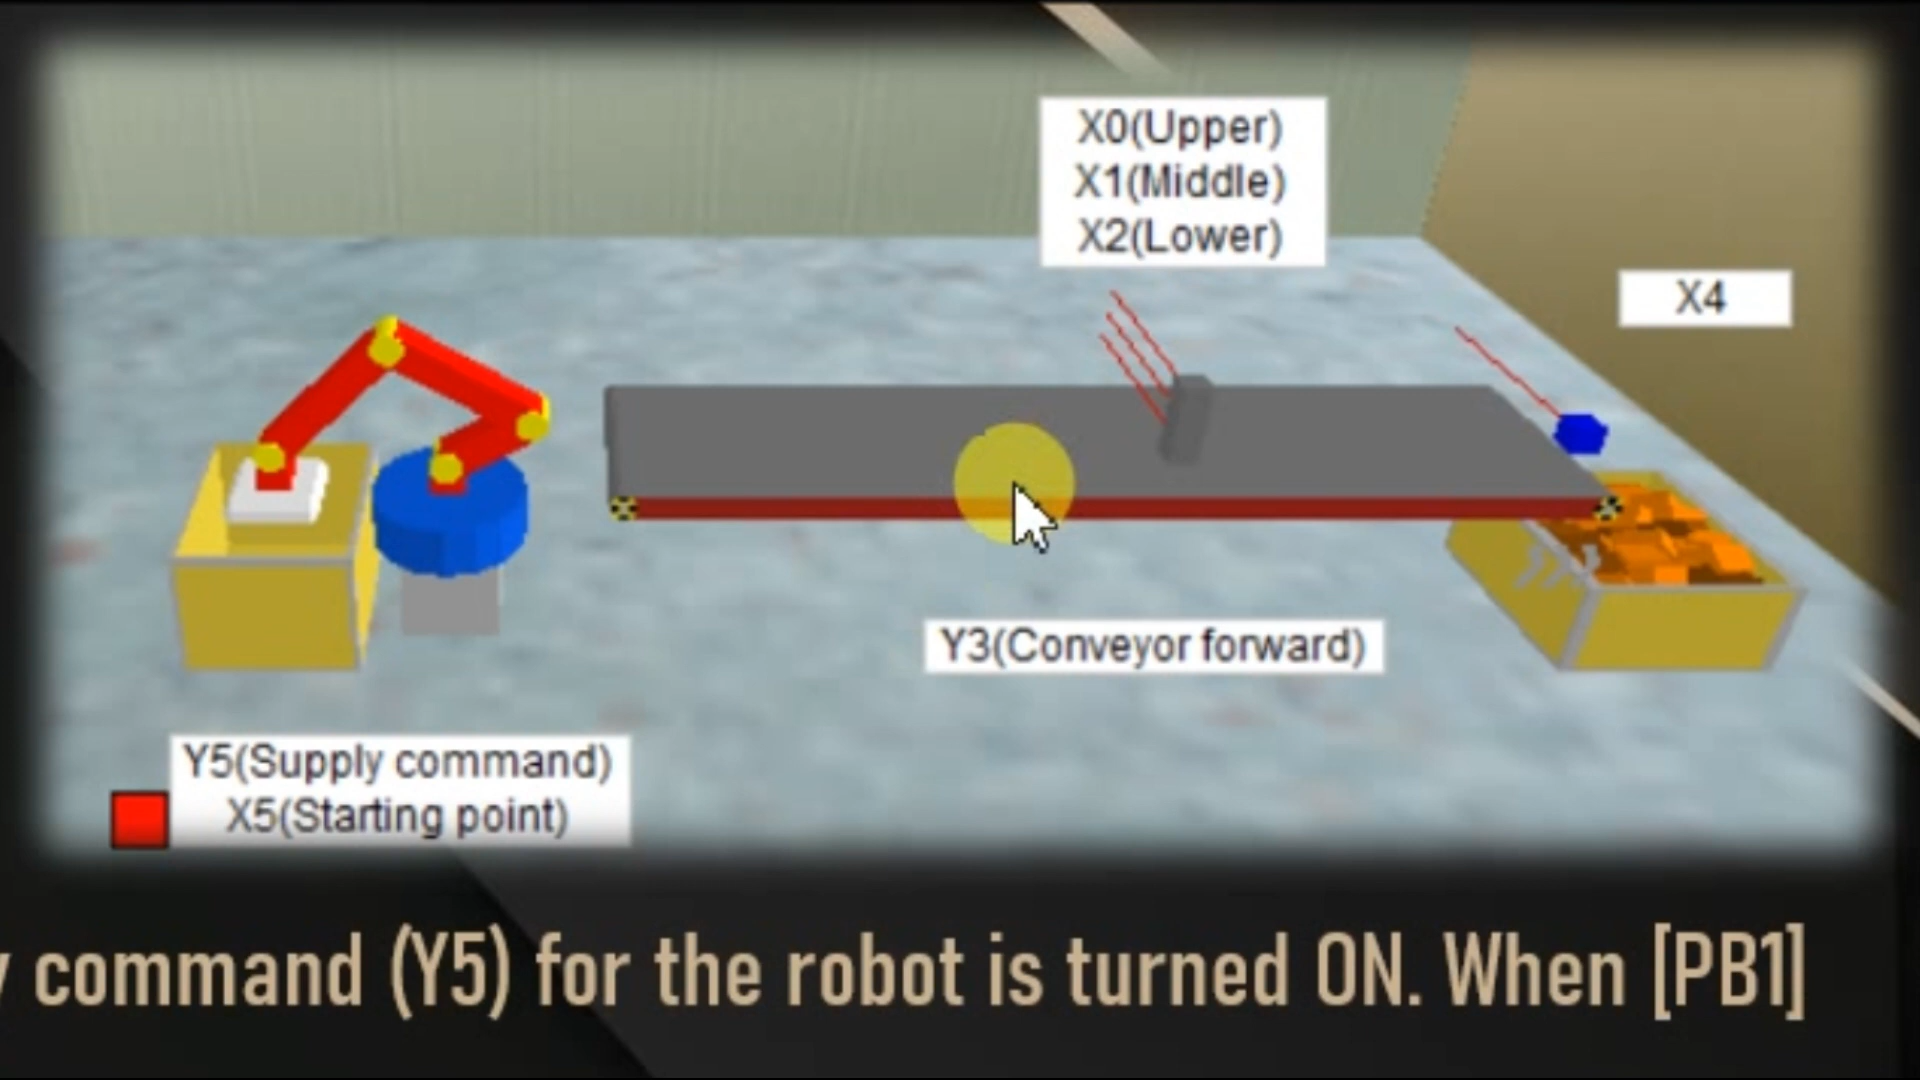 X0(Upper)
X1(Middle)
X2(Lower)
X4
Y3(Conveyor forward)
Y5(Supply command)
X5(Starting point)
command (Y5) for the robot is turned ON. When [PB1]